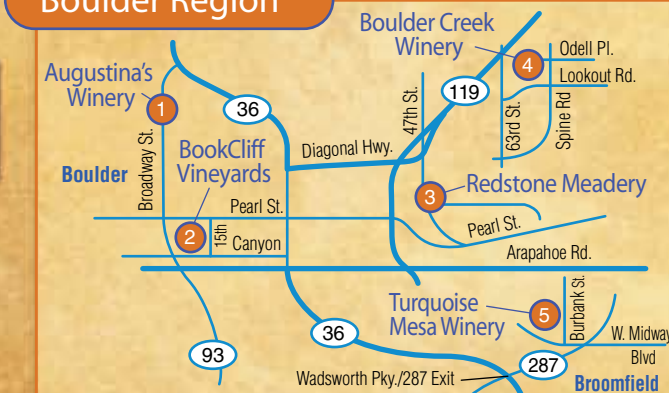 Boulder Region
Boulder Creek
Winery
4
Odell Pl.
Lookout Rd.
Augustina's
Winery
1
36
119
47th St.
63rd St.
Spine Rd
Diagonal Hwy.
Broadway St.
Boulder
BookCliff
Vineyards
3
Redstone Meadery
Pearl St.
2
15th
Canyon
Pearl St.
Arapahoe Rd.
Turquoise
Mesa Winery
5
Burbank St.
36
93
W. Midway
Blvd
287
Wadsworth Pky./287 Exit
Broomfield